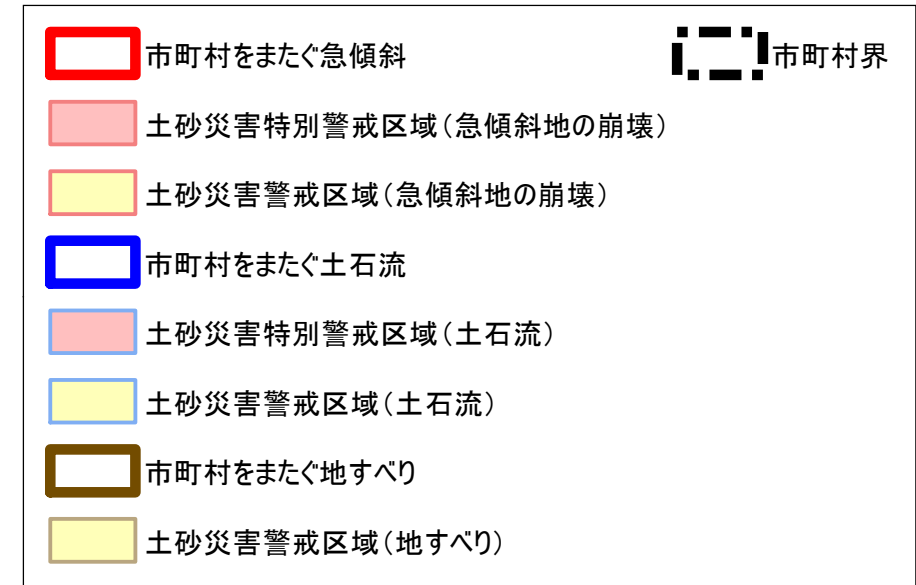 市町村をまたぐ急傾斜
市町村界
土砂災害特別警戒区域（急傾斜地の崩壊）
土砂災害警戒区域（急傾斜地の崩壊）
市町村をまたぐ土石流
土砂災害特別警戒区域（土石流）
土砂災害警戒区域（土石流）
市町村をまたぐ地すべり
土砂災害警戒区域（地すべり）